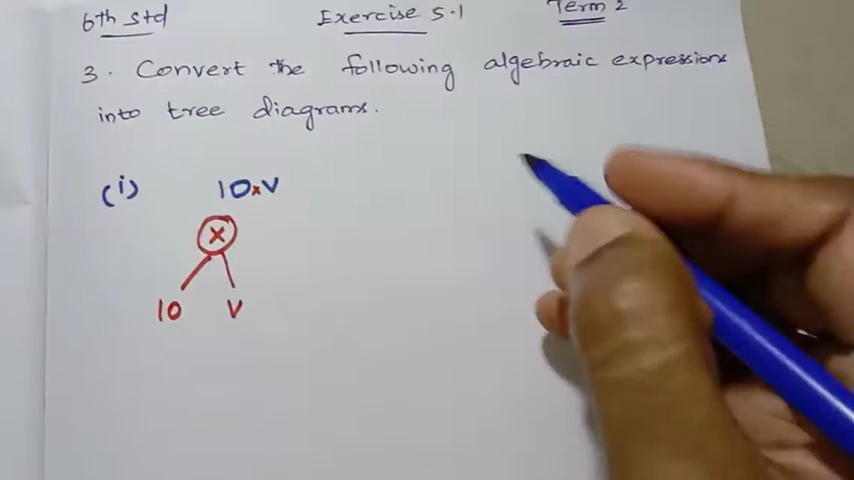 6th Std Exercise 5.1 Term 2
3. Convert the following algebraic expressions
into tree diagrams.
(i) 10×v
×
10 v